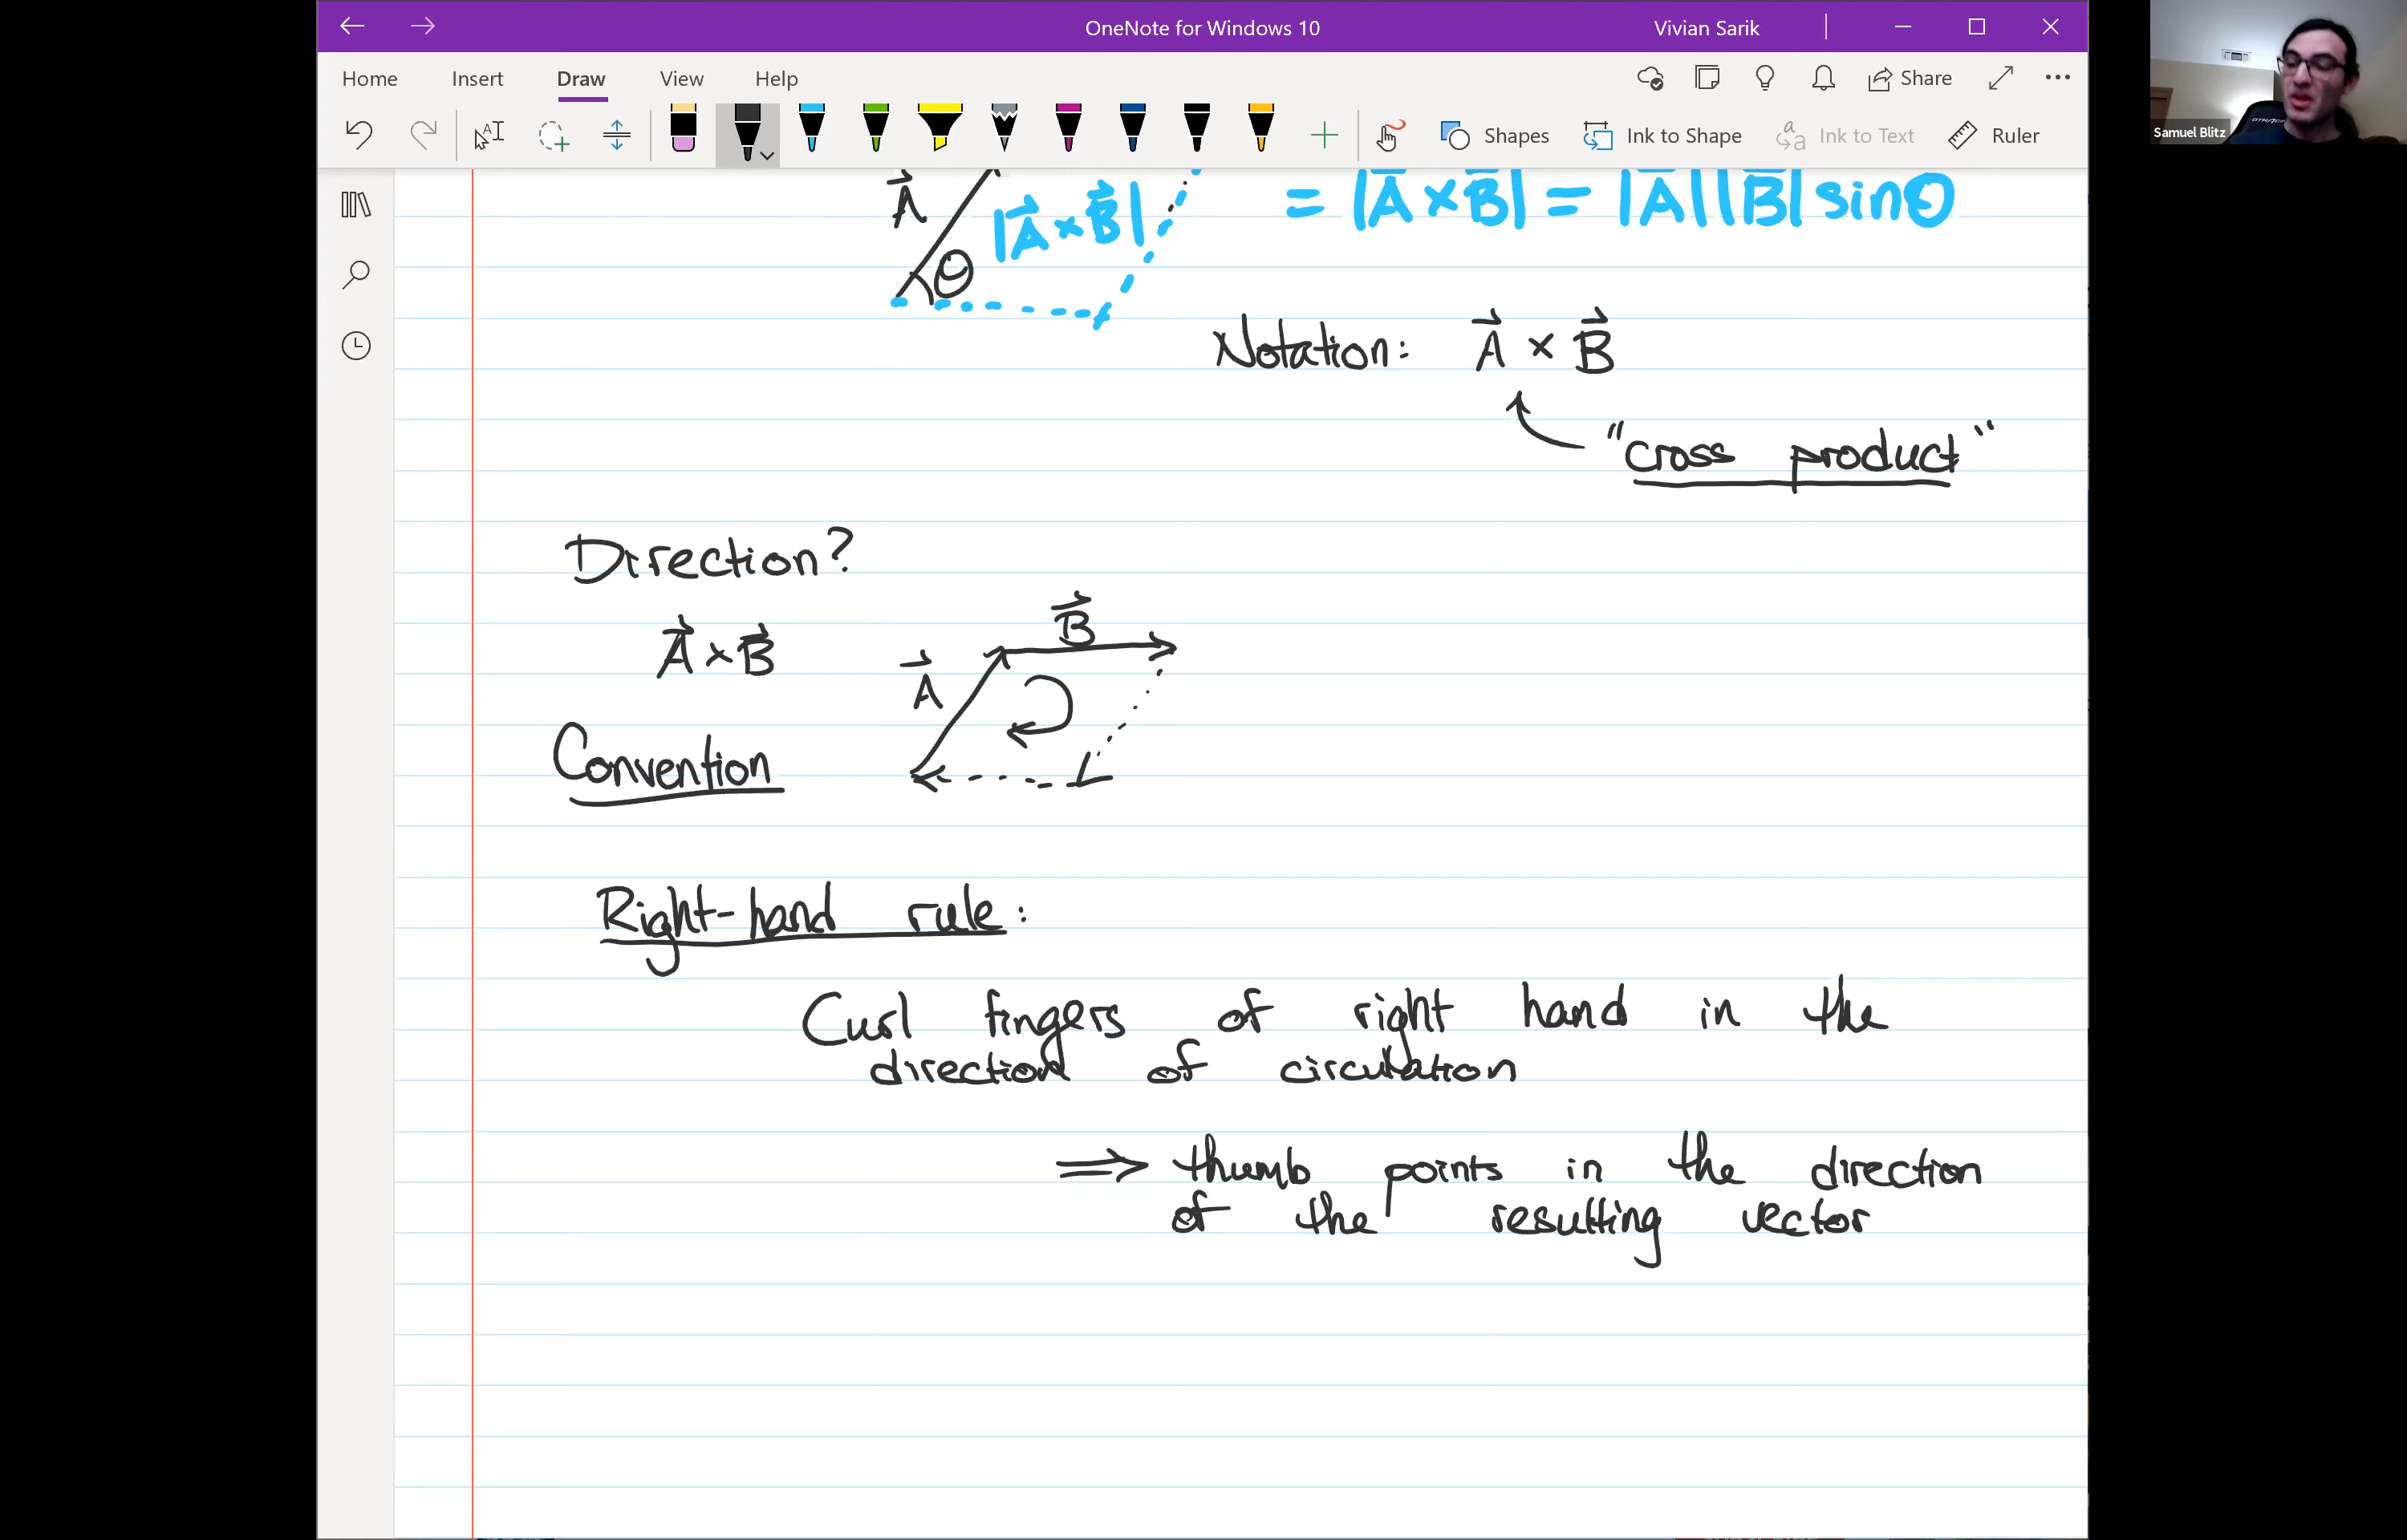 OneNote for Windows 10
Vivian Sarik
Home Insert Draw View Help
Share
Shapes Ink to Shape Ink to Text Ruler
Samuel Blitz
A
|A × B|
= |A × B| = |A| |B| sinθ
θ
Notation: A × B
"cross product"
Direction?
A × B
B
A
Convention
Right-hand rule:
Curl fingers of right hand in the
direction of circulation
⇒ thumb points in the direction
of the resulting vector